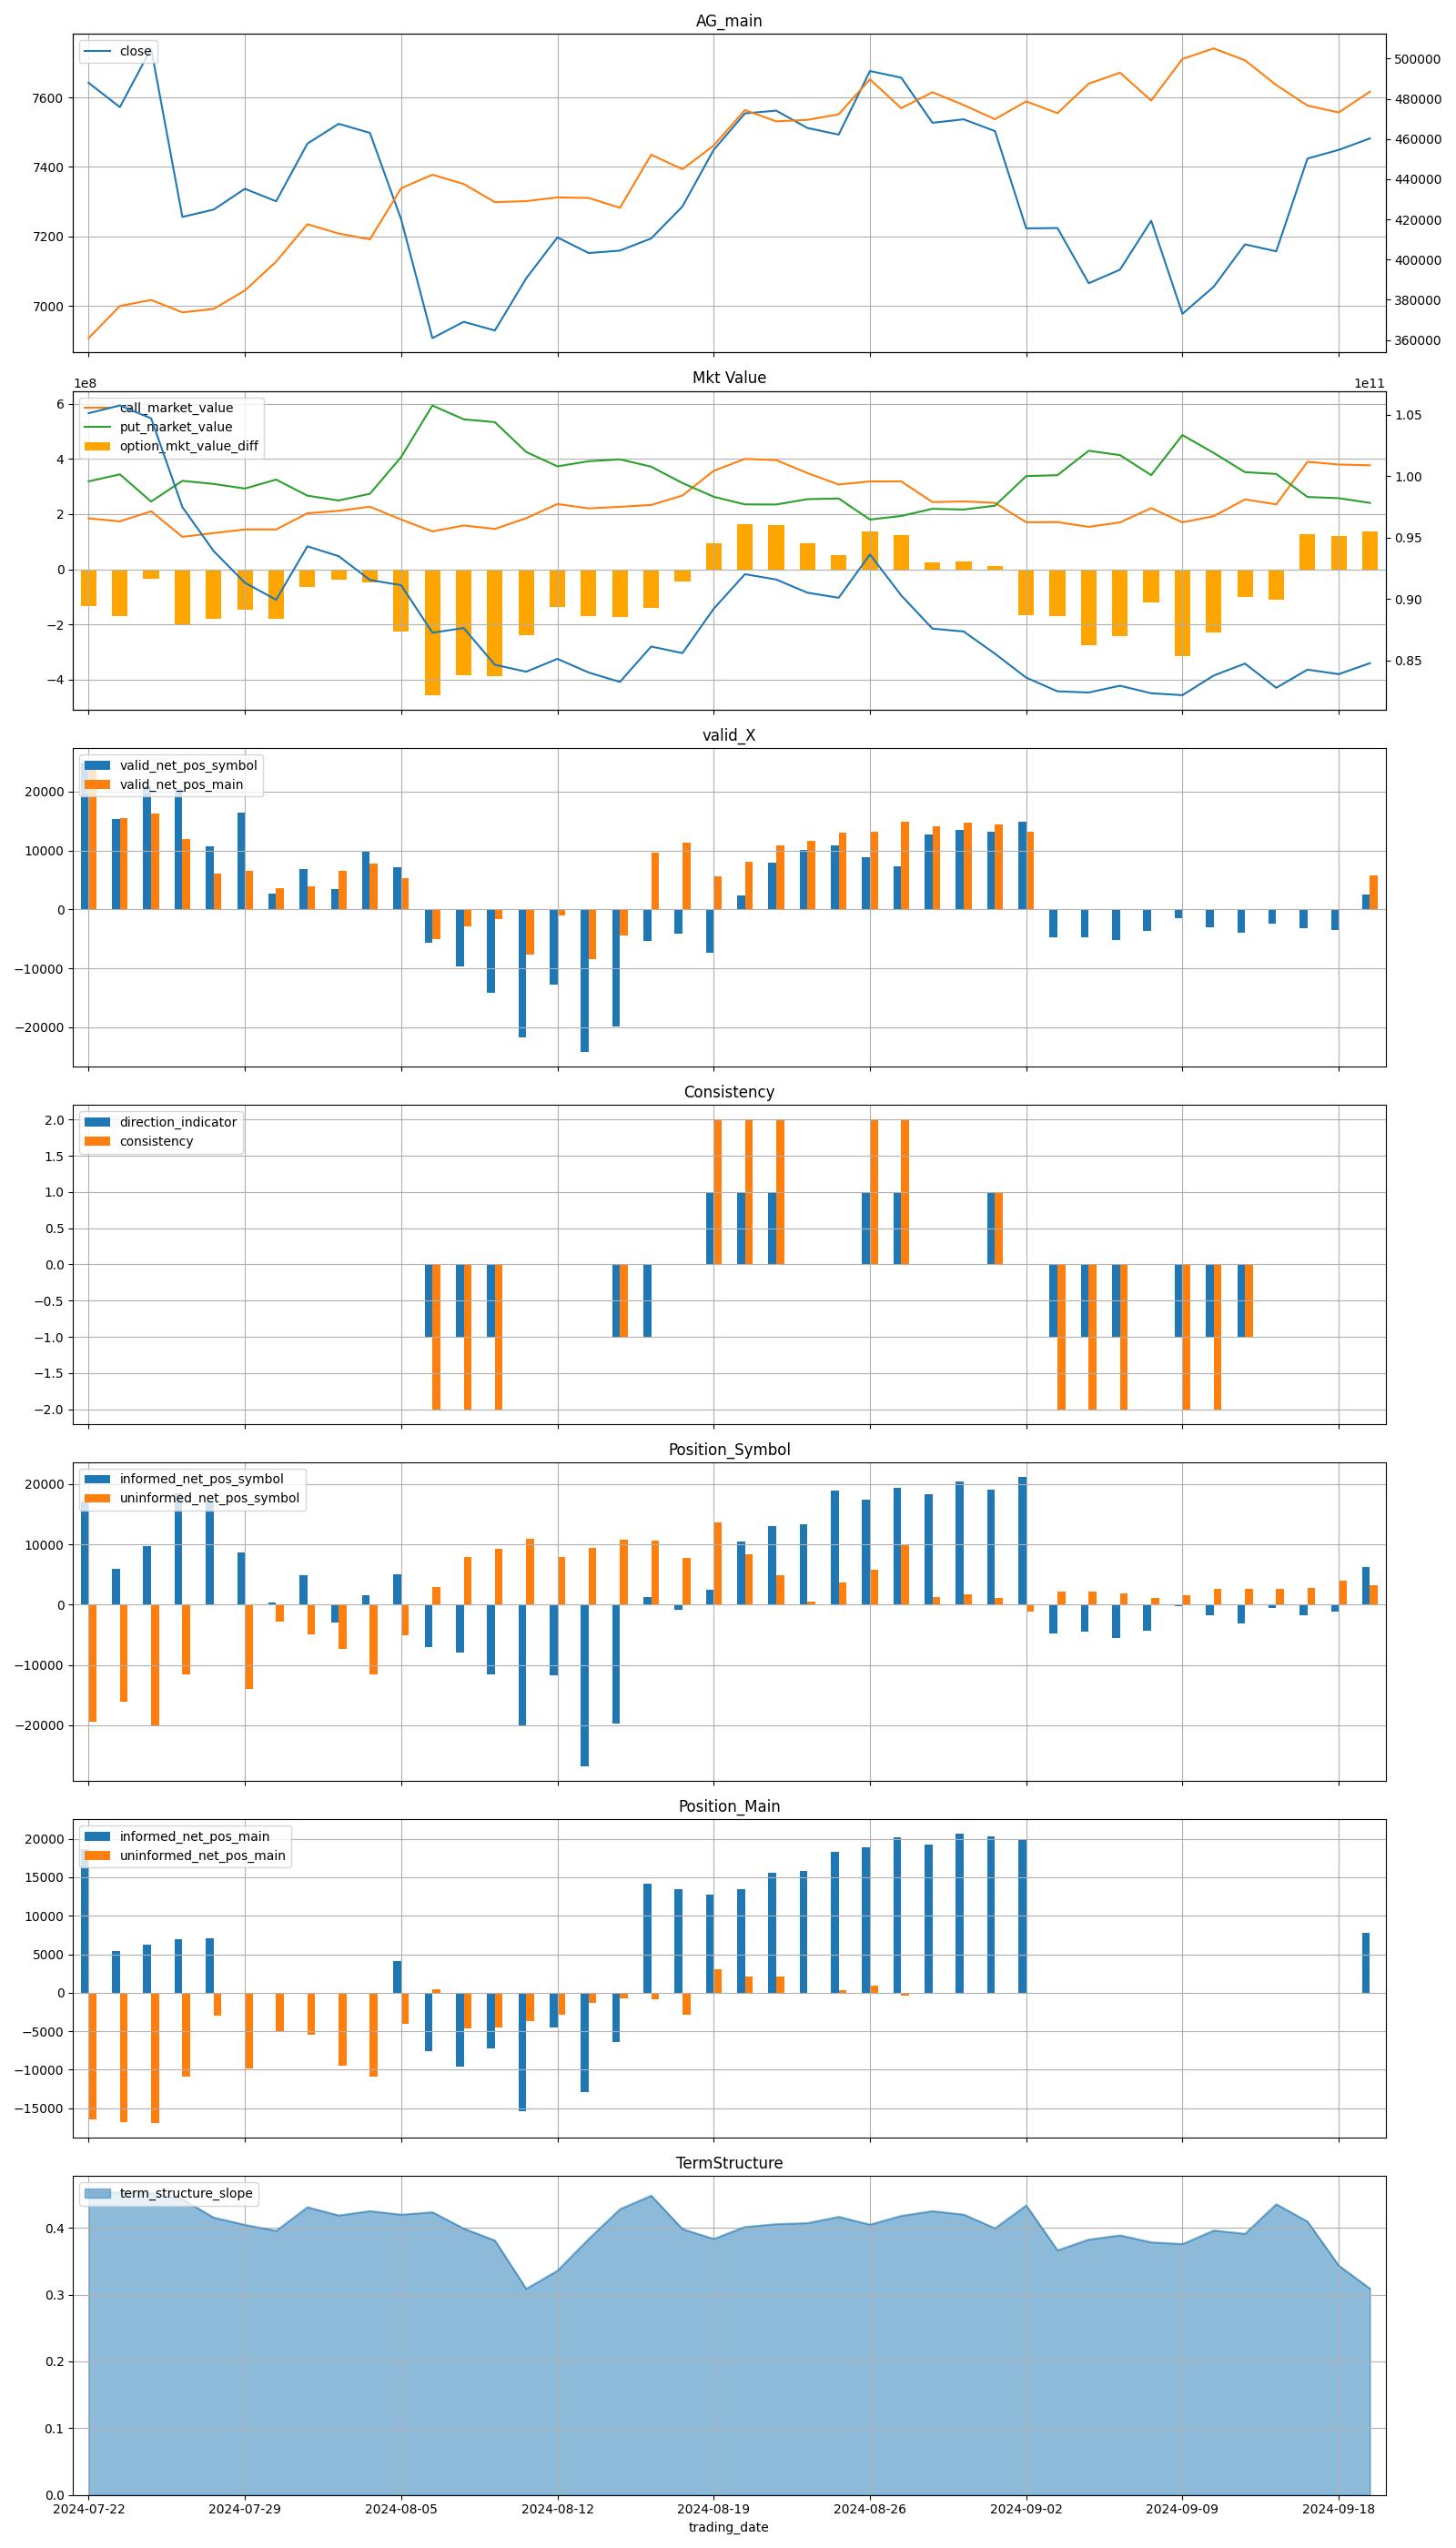 AG_main
close
7600
7400
7200
7000
500000
480000
460000
440000
420000
400000
380000
360000
Mkt Value
1e8
1e11
call_market_value
put_market_value
option_mkt_value_diff
6
4
2
0
−2
−4
1.05
1.00
0.95
0.90
0.85
valid_X
valid_net_pos_symbol
valid_net_pos_main
20000
10000
0
−10000
−20000
Consistency
direction_indicator
consistency
2.0
1.5
1.0
0.5
0.0
−0.5
−1.0
−1.5
−2.0
Position_Symbol
informed_net_pos_symbol
uninformed_net_pos_symbol
20000
10000
0
−10000
−20000
Position_Main
informed_net_pos_main
uninformed_net_pos_main
20000
15000
10000
5000
0
−5000
−10000
−15000
TermStructure
term_structure_slope
0.4
0.3
0.2
0.1
0.0
2024-07-22 2024-07-29 2024-08-05 2024-08-12 2024-08-19 2024-08-26 2024-09-02 2024-09-09 2024-09-18
trading_date